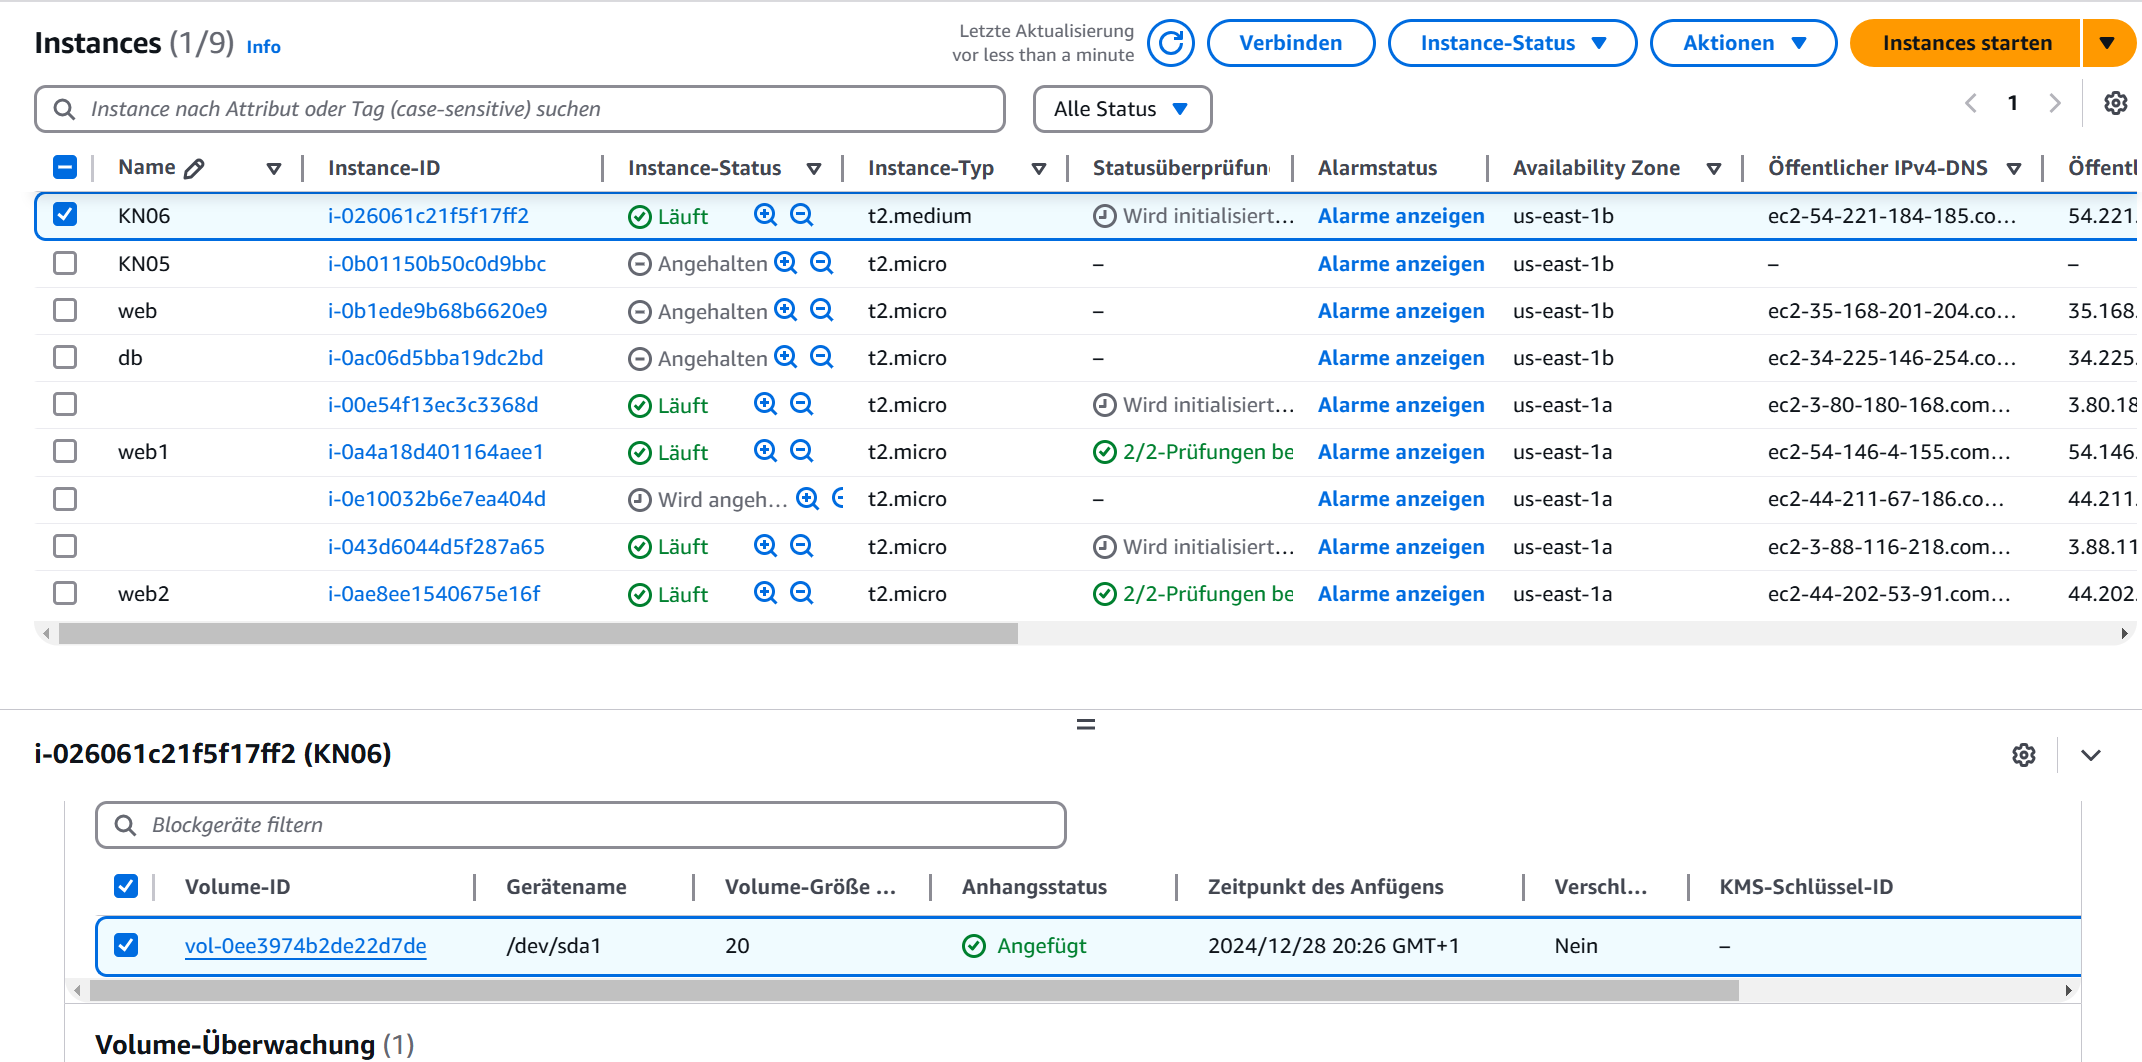 Instances (1/9) Info
Letzte Aktualisierung
vor less than a minute
Verbinden
Instance-Status
Aktionen
Instances starten
Instance nach Attribut oder Tag (case-sensitive) suchen
Alle Status
1
Name Instance-ID Instance-Status Instance-Typ Statusüberprüfun Alarmstatus Availability Zone Öffentlicher IPv4-DNS Öffentl
KN06 i-026061c21f5f17ff2 Läuft t2.medium Wird initialisiert... Alarme anzeigen us-east-1b ec2-54-221-184-185.co... 54.221.
KN05 i-0b01150b50c0d9bbc Angehalten t2.micro – Alarme anzeigen us-east-1b – –
web i-0b1ede9b68b6620e9 Angehalten t2.micro – Alarme anzeigen us-east-1b ec2-35-168-201-204.co... 35.168.
db i-0ac06d5bba19dc2bd Angehalten t2.micro – Alarme anzeigen us-east-1b ec2-34-225-146-254.co... 34.225.
i-00e54f13ec3c3368d Läuft t2.micro Wird initialisiert... Alarme anzeigen us-east-1a ec2-3-80-180-168.com... 3.80.18
web1 i-0a4a18d401164aee1 Läuft t2.micro 2/2-Prüfungen be Alarme anzeigen us-east-1a ec2-54-146-4-155.com... 54.146.
i-0e10032b6e7ea404d Wird angeh... t2.micro – Alarme anzeigen us-east-1a ec2-44-211-67-186.co... 44.211.
i-043d6044d5f287a65 Läuft t2.micro Wird initialisiert... Alarme anzeigen us-east-1a ec2-3-88-116-218.com... 3.88.11
web2 i-0ae8ee1540675e16f Läuft t2.micro 2/2-Prüfungen be Alarme anzeigen us-east-1a ec2-44-202-53-91.com... 44.202.
i-026061c21f5f17ff2 (KN06)
Blockgeräte filtern
Volume-ID Gerätename Volume-Größe ... Anhangsstatus Zeitpunkt des Anfügens Verschl... KMS-Schlüssel-ID
vol-0ee3974b2de22d7de /dev/sda1 20 Angefügt 2024/12/28 20:26 GMT+1 Nein –
Volume-Überwachung (1)